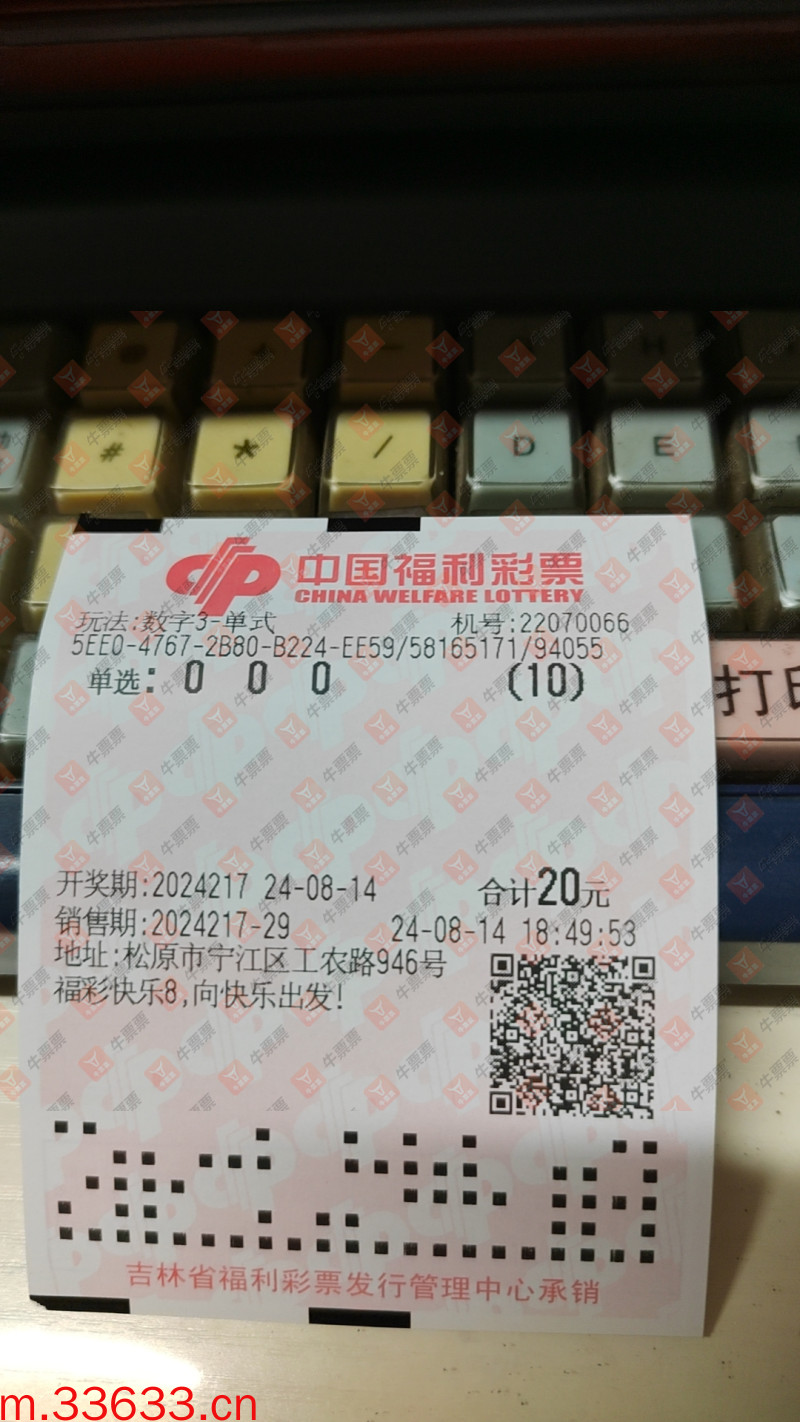 # * / D E
中国福利彩票
CHINA WELFARE LOTTERY
玩法:数字3-单式 机号:22070066
5EE0-4767-2B80-B224-EE59/58165171/94055
单选: 0 0 0 (10)
打印
开奖期:2024217 24-08-14 合计20元
销售期:2024217-29 24-08-14 18:49:53
地址:松原市宁江区工农路946号
福彩快乐8,向快乐出发!
吉林省福利彩票发行管理中心承销
牛票票
m.33633.cn